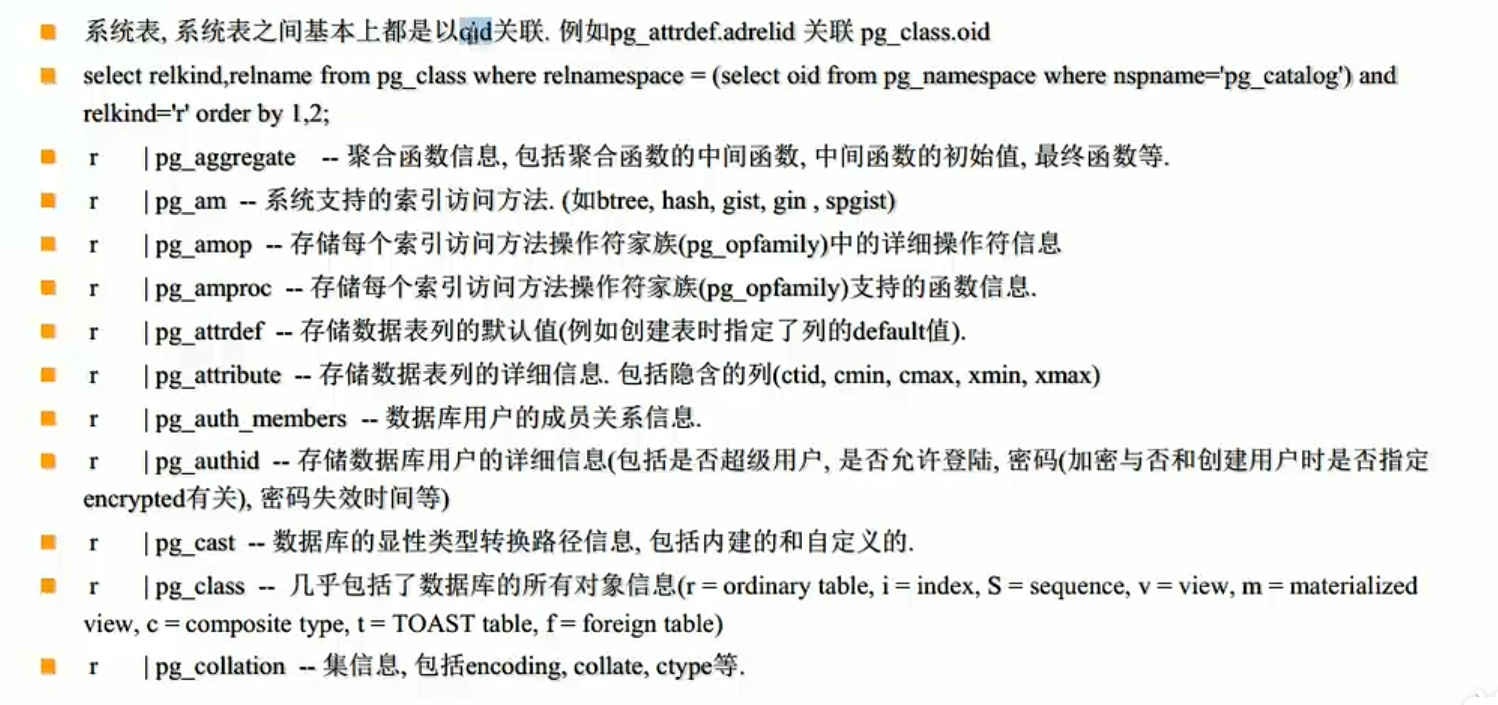 系统表, 系统表之间基本上都是以oid关联. 例如pg_attrdef.adrelid 关联 pg_class.oid
select relkind,relname from pg_class where relnamespace = (select oid from pg_namespace where nspname='pg_catalog') and
relkind='r' order by 1,2;
r | pg_aggregate -- 聚合函数信息, 包括聚合函数的中间函数, 中间函数的初始值, 最终函数等.
r | pg_am -- 系统支持的索引访问方法. (如btree, hash, gist, gin , spgist)
r | pg_amop -- 存储每个索引访问方法操作符家族(pg_opfamily)中的详细操作符信息
r | pg_amproc -- 存储每个索引访问方法操作符家族(pg_opfamily)支持的函数信息.
r | pg_attrdef -- 存储数据表列的默认值(例如创建表时指定了列的default值).
r | pg_attribute -- 存储数据表列的详细信息. 包括隐含的列(ctid, cmin, cmax, xmin, xmax)
r | pg_auth_members -- 数据库用户的成员关系信息.
r | pg_authid -- 存储数据库用户的详细信息(包括是否超级用户, 是否允许登陆, 密码(加密与否和创建用户时是否指定
encrypted有关), 密码失效时间等)
r | pg_cast -- 数据库的显性类型转换路径信息, 包括内建的和自定义的.
r | pg_class -- 几乎包括了数据库的所有对象信息(r = ordinary table, i = index, S = sequence, v = view, m = materialized
view, c = composite type, t = TOAST table, f = foreign table)
r | pg_collation -- 集信息, 包括encoding, collate, ctype等.